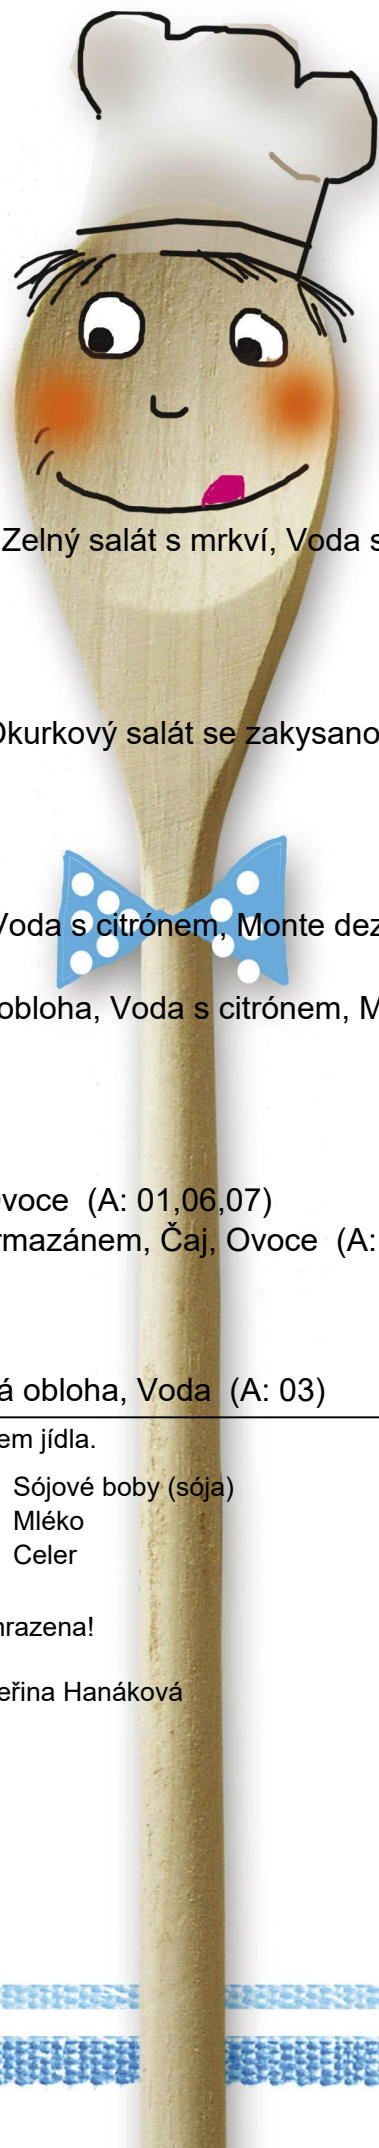 Zelný salát s mrkví, Voda s
Okurkový salát se zakysano
Voda s citrónem, Monte dez
obloha, Voda s citrónem, M
voce (A: 01,06,07)
rmazánem, Čaj, Ovoce (A:
á obloha, Voda (A: 03)
em jídla.
Sójové boby (sója)
Mléko
Celer
hrazena!
eřina Hanáková